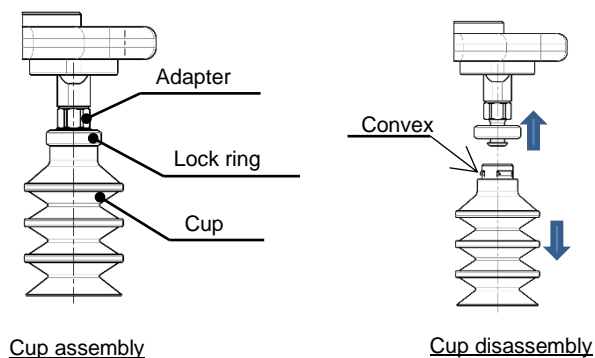 Adapter
Lock ring
Cup
Cup assembly
Convex
Cup disassembly